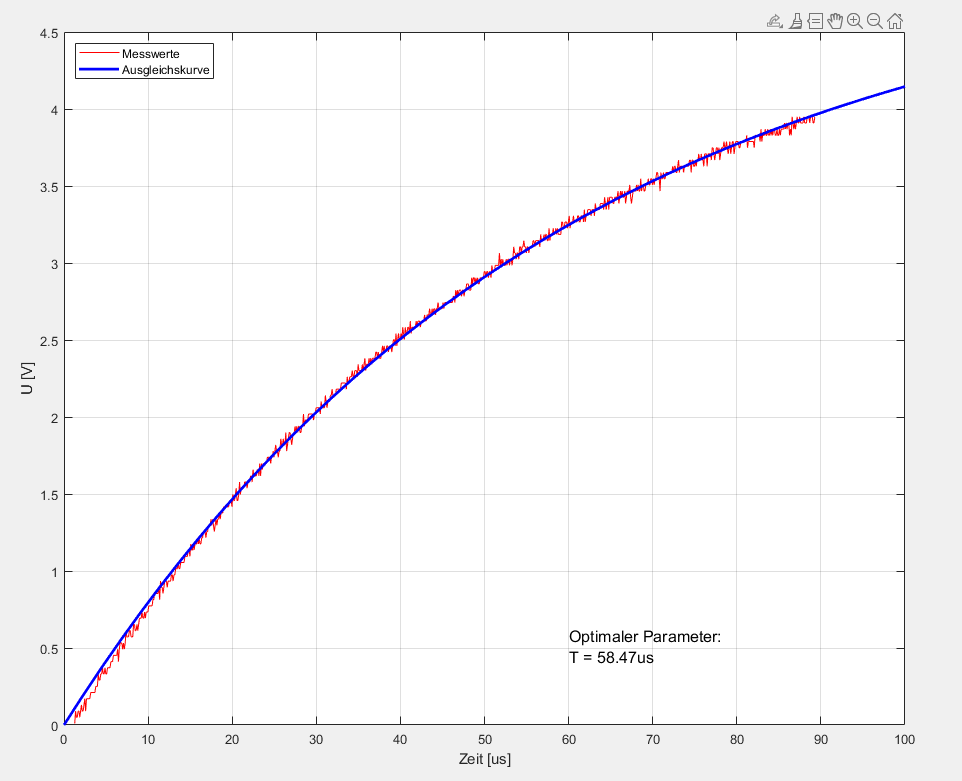 Messwerte
Ausgleichskurve
4.5
4
3.5
3
2.5
2
1.5
1
0.5
0
U [V]
Optimaler Parameter:
T = 58.47us
0 10 20 30 40 50 60 70 80 90 100
Zeit [us]